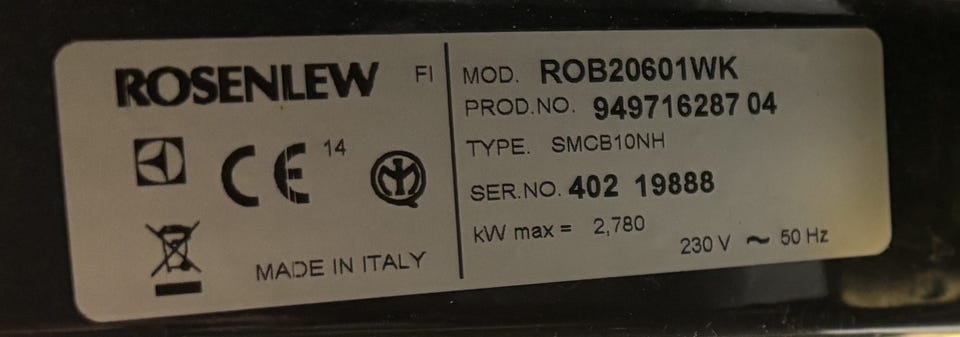 ROSENLEW FI
CE 14
MADE IN ITALY
MOD. ROB20601WK
PROD.NO. 949716287 04
TYPE. SMCB10NH
SER.NO. 402 19888
kW max = 2,780
230 V ~ 50 Hz